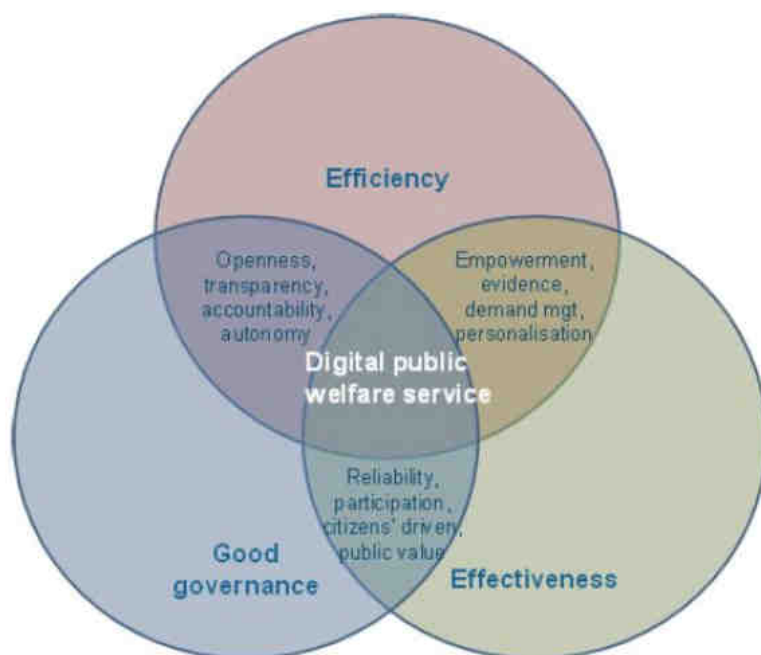 Efficiency
Openness,
transparency,
accountability,
autonomy
Empowerment,
evidence,
demand mgt,
personalisation
Digital public
welfare service
Reliability,
participation,
citizens' driven,
public value
Good
governance
Effectiveness